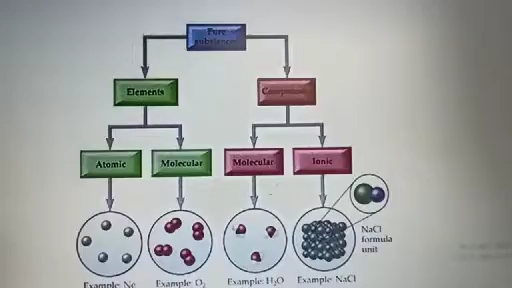 Pure
substances
Elements
Compounds
Atomic
Molecular
Molecular
Ionic
NaCl
formula
unit
Example: Ne
Example: O₂
Example: H₂O
Example: NaCl